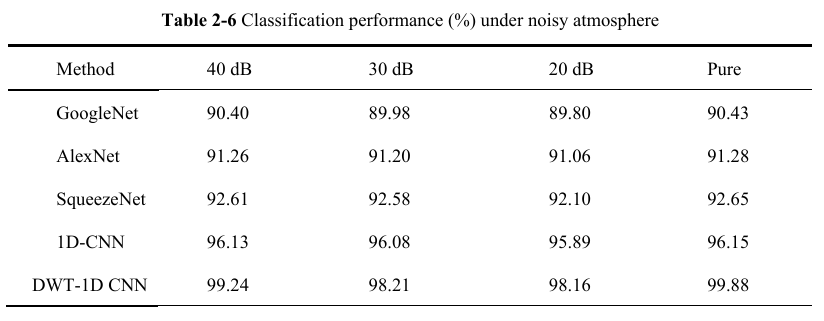 Table 2-6 Classification performance (%) under noisy atmosphere
Method 40 dB 30 dB 20 dB Pure
GoogleNet 90.40 89.98 89.80 90.43
AlexNet 91.26 91.20 91.06 91.28
SqueezeNet 92.61 92.58 92.10 92.65
1D-CNN 96.13 96.08 95.89 96.15
DWT-1D CNN 99.24 98.21 98.16 99.88